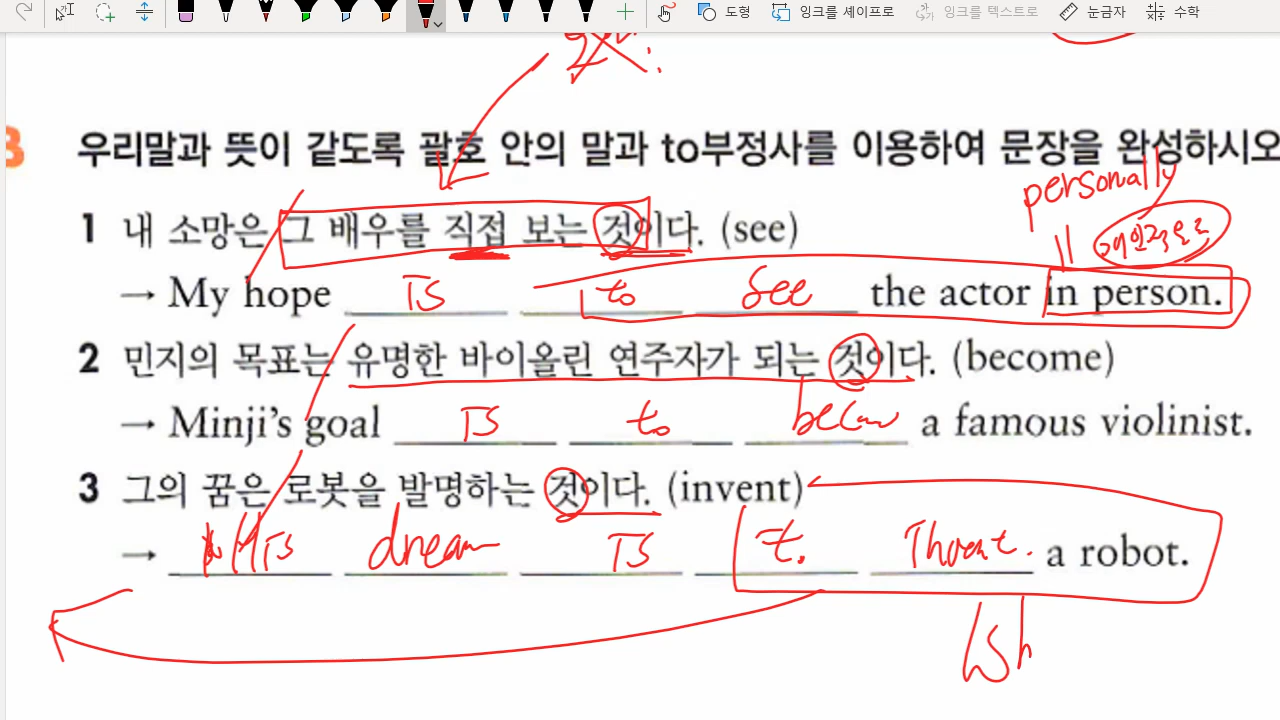 도형 잉크를 셰이프로 잉크를 텍스트로 눈금자 수학
B 우리말과 뜻이 같도록 괄호 안의 말과 to부정사를 이용하여 문장을 완성하시오
personally
1 내 소망은 그 배우를 직접 보는 것이다. (see)
개인적으로
→ My hope is to see the actor in person.
2 민지의 목표는 유명한 바이올린 연주자가 되는 것이다. (become)
→ Minji's goal is to a famous violinist.
3 그의 꿈은 로봇을 발명하는 것이다. (invent)
→ His dream is to invent a robot.